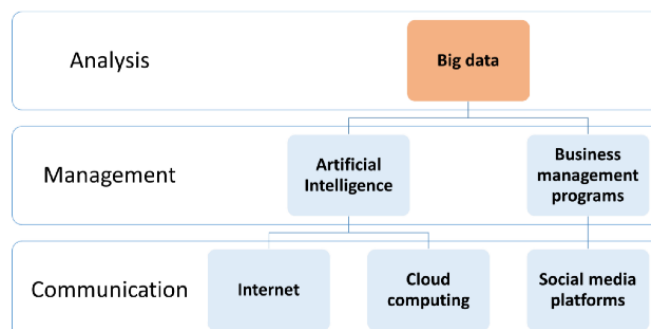 Analysis
Big data
Management
Artificial
Intelligence
Business
management
programs
Communication
Internet
Cloud
computing
Social media
platforms